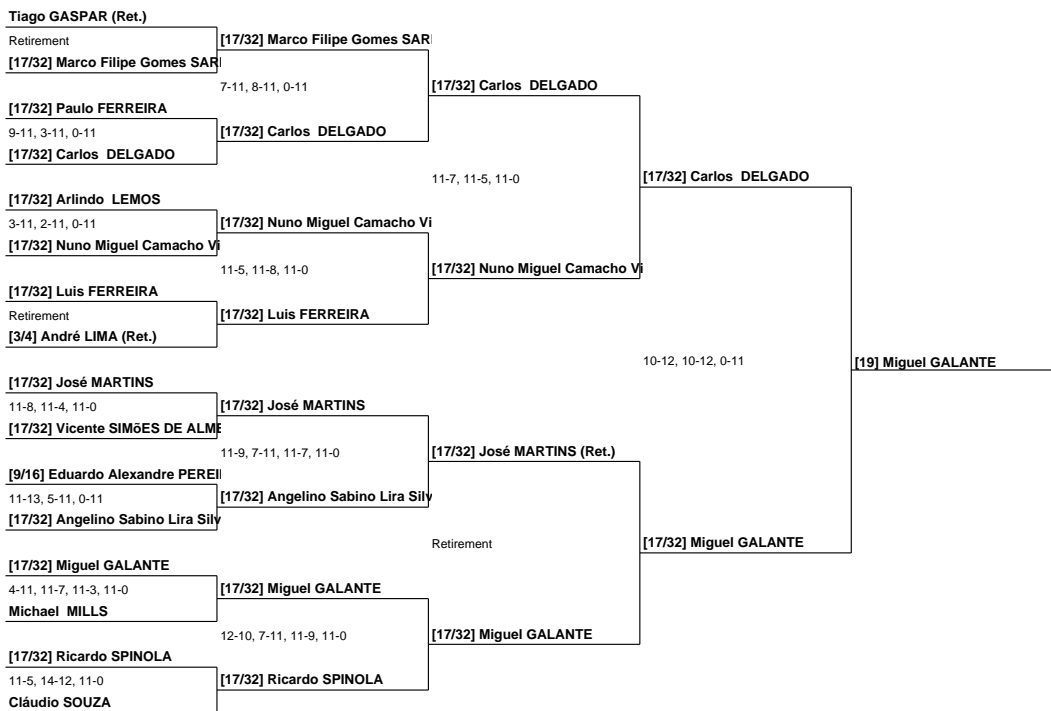 Tiago GASPAR (Ret.)
Retirement
[17/32] Marco Filipe Gomes SAR
[17/32] Marco Filipe Gomes SAR
7-11, 8-11, 0-11
[17/32] Paulo FERREIRA
9-11, 3-11, 0-11
[17/32] Carlos DELGADO
[17/32] Carlos DELGADO
[17/32] Carlos DELGADO
11-7, 11-5, 11-0
[17/32] Arlindo LEMOS
3-11, 2-11, 0-11
[17/32] Nuno Miguel Camacho Vi
[17/32] Nuno Miguel Camacho Vi
11-5, 11-8, 11-0
[17/32] Luis FERREIRA
Retirement
[3/4] André LIMA (Ret.)
[17/32] Luis FERREIRA
[17/32] Nuno Miguel Camacho Vi
[17/32] Carlos DELGADO
10-12, 10-12, 0-11
[19] Miguel GALANTE
[17/32] José MARTINS
11-8, 11-4, 11-0
[17/32] Vicente SIMõES DE ALME
[17/32] José MARTINS
11-9, 7-11, 11-7, 11-0
[9/16] Eduardo Alexandre PEREI
11-13, 5-11, 0-11
[17/32] Angelino Sabino Lira Silv
[17/32] Angelino Sabino Lira Silv
[17/32] José MARTINS (Ret.)
Retirement
[17/32] Miguel GALANTE
[17/32] Miguel GALANTE
4-11, 11-7, 11-3, 11-0
Michael MILLS
[17/32] Miguel GALANTE
12-10, 7-11, 11-9, 11-0
[17/32] Miguel GALANTE
[17/32] Ricardo SPINOLA
11-5, 14-12, 11-0
Cláudio SOUZA
[17/32] Ricardo SPINOLA